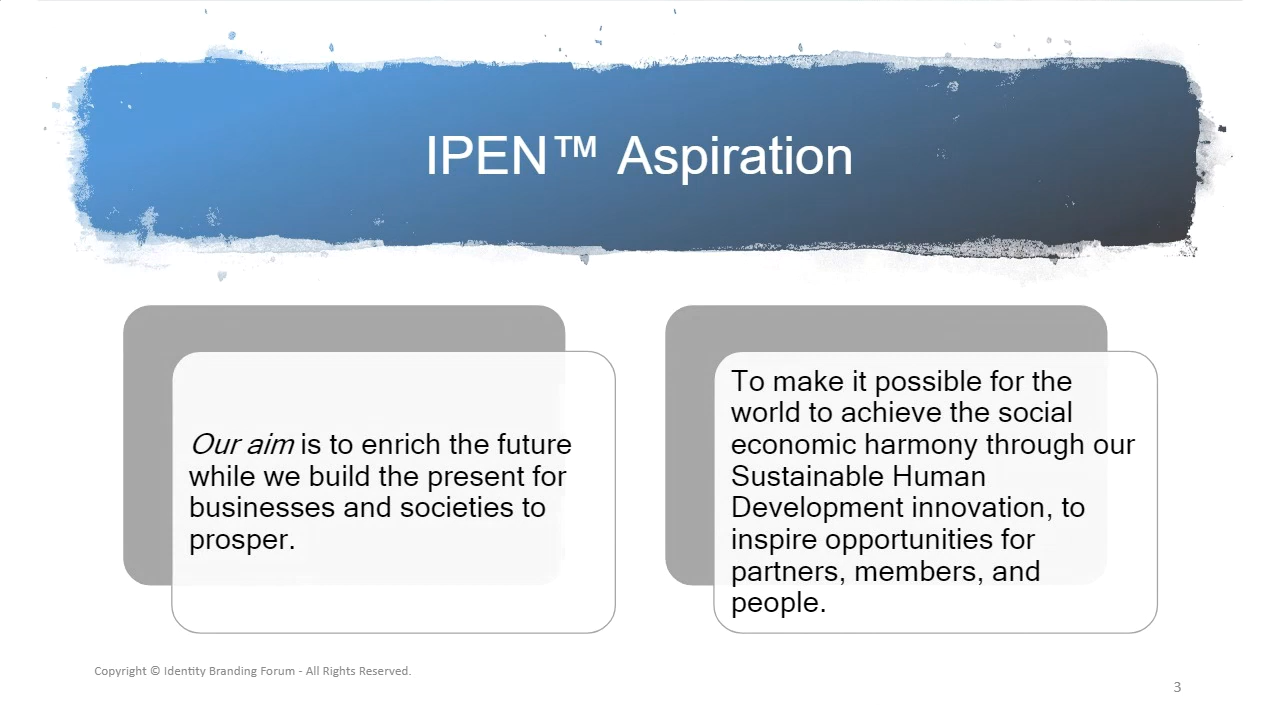 IPEN™ Aspiration
Our aim is to enrich the future
while we build the present for
businesses and societies to
prosper.
To make it possible for the
world to achieve the social
economic harmony through our
Sustainable Human
Development innovation, to
inspire opportunities for
partners, members, and
people.
Copyright © Identity Branding Forum - All Rights Reserved.
3